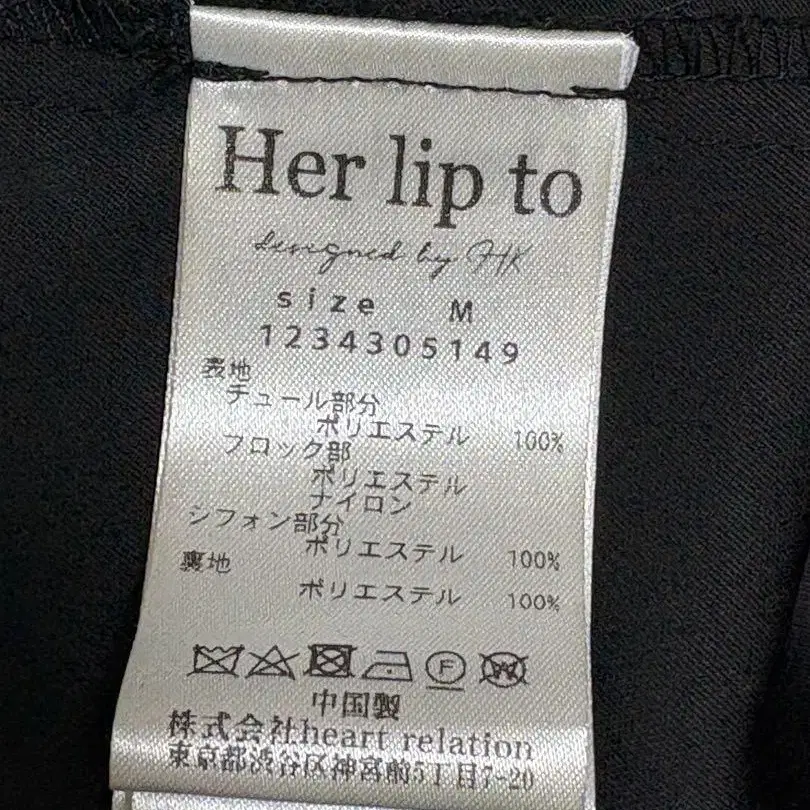 Her lip to
designed by HK
size M
1234305149
表地
チュール部分
ポリエステル 100%
フロック部
ポリエステル
ナイロン
シフォン部分
ポリエステル 100%
裏地
ポリエステル 100%
F
W
中国製
株式会社heart relation
東京都渋谷区神宮前5丁目7-20